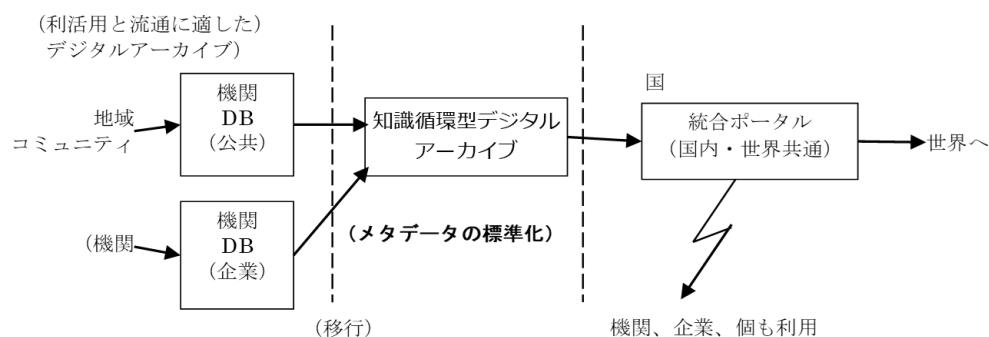 (利活用と流通に適した)
デジタルアーカイブ)
地域
コミュニティ
機関
DB
(公共)
(機関
機関
DB
(企業)
(移行)
知識循環型デジタル
アーカイブ
(メタデータの標準化)
国
統合ポータル
(国内・世界共通)
世界へ
機関、企業、個も利用